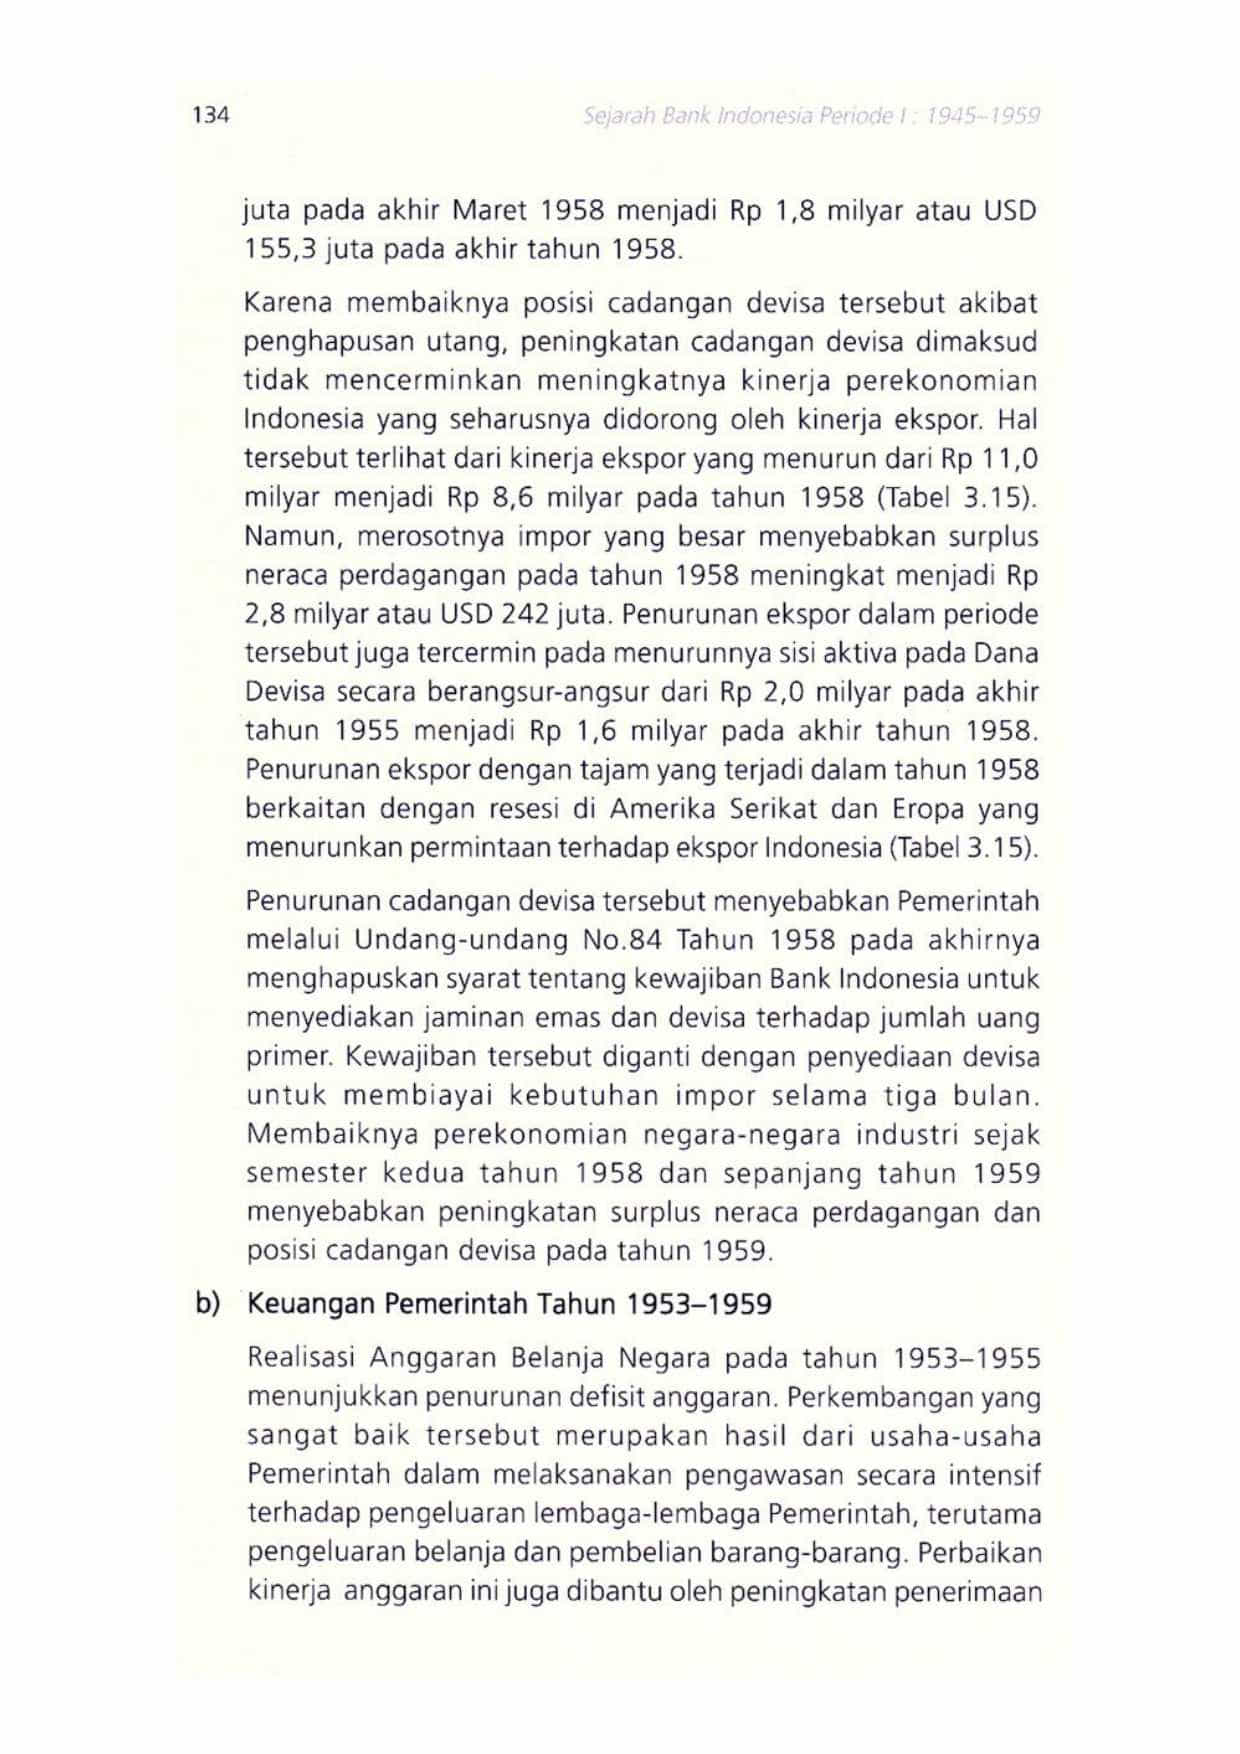 134
Sejarah Bank Indonesia Periode I : 1945–1959
juta pada akhir Maret 1958 menjadi Rp 1,8 milyar atau USD
155,3 juta pada akhir tahun 1958.
Karena membaiknya posisi cadangan devisa tersebut akibat
penghapusan utang, peningkatan cadangan devisa dimaksud
tidak mencerminkan meningkatnya kinerja perekonomian
Indonesia yang seharusnya didorong oleh kinerja ekspor. Hal
tersebut terlihat dari kinerja ekspor yang menurun dari Rp 11,0
milyar menjadi Rp 8,6 milyar pada tahun 1958 (Tabel 3.15).
Namun, merosotnya impor yang besar menyebabkan surplus
neraca perdagangan pada tahun 1958 meningkat menjadi Rp
2,8 milyar atau USD 242 juta. Penurunan ekspor dalam periode
tersebut juga tercermin pada menurunnya sisi aktiva pada Dana
Devisa secara berangsur-angsur dari Rp 2,0 milyar pada akhir
tahun 1955 menjadi Rp 1,6 milyar pada akhir tahun 1958.
Penurunan ekspor dengan tajam yang terjadi dalam tahun 1958
berkaitan dengan resesi di Amerika Serikat dan Eropa yang
menurunkan permintaan terhadap ekspor Indonesia (Tabel 3.15).
Penurunan cadangan devisa tersebut menyebabkan Pemerintah
melalui Undang-undang No.84 Tahun 1958 pada akhirnya
menghapuskan syarat tentang kewajiban Bank Indonesia untuk
menyediakan jaminan emas dan devisa terhadap jumlah uang
primer. Kewajiban tersebut diganti dengan penyediaan devisa
untuk membiayai kebutuhan impor selama tiga bulan.
Membaiknya perekonomian negara-negara industri sejak
semester kedua tahun 1958 dan sepanjang tahun 1959
menyebabkan peningkatan surplus neraca perdagangan dan
posisi cadangan devisa pada tahun 1959.
b) Keuangan Pemerintah Tahun 1953–1959
Realisasi Anggaran Belanja Negara pada tahun 1953–1955
menunjukkan penurunan defisit anggaran. Perkembangan yang
sangat baik tersebut merupakan hasil dari usaha-usaha
Pemerintah dalam melaksanakan pengawasan secara intensif
terhadap pengeluaran lembaga-lembaga Pemerintah, terutama
pengeluaran belanja dan pembelian barang-barang. Perbaikan
kinerja anggaran ini juga dibantu oleh peningkatan penerimaan